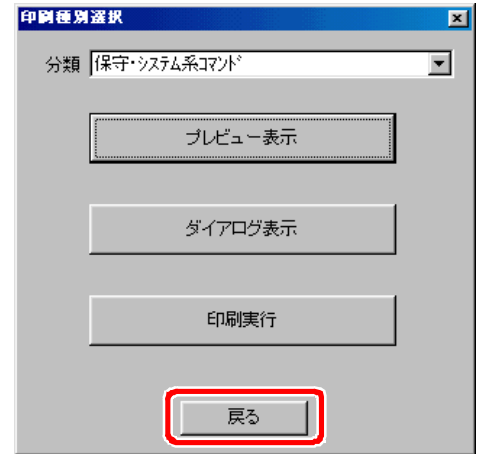 印刷種別選択
分類 保守･ｼｽﾃﾑ系ｺﾏﾝﾄﾞ
プレビュー表示
ダイアログ表示
印刷実行
戻る